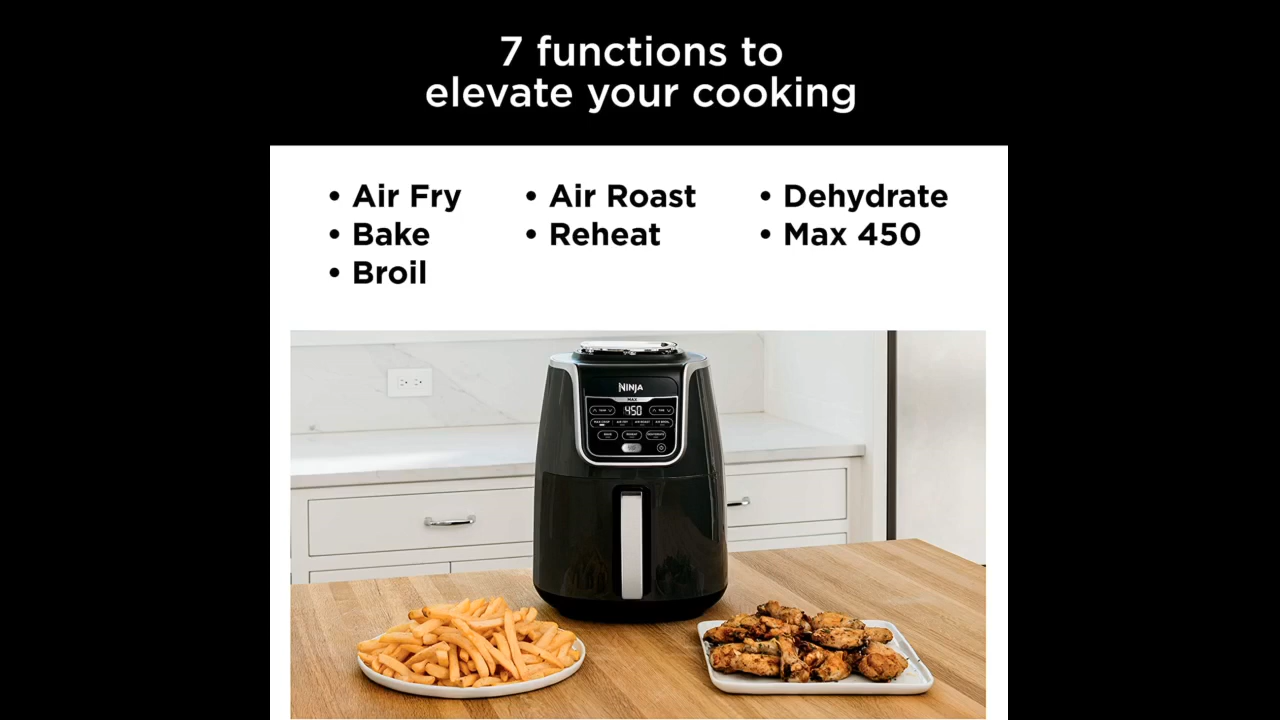 7 functions to
elevate your cooking
• Air Fry
• Bake
• Broil
• Air Roast
• Reheat
• Dehydrate
• Max 450
NINJA
MAX
450